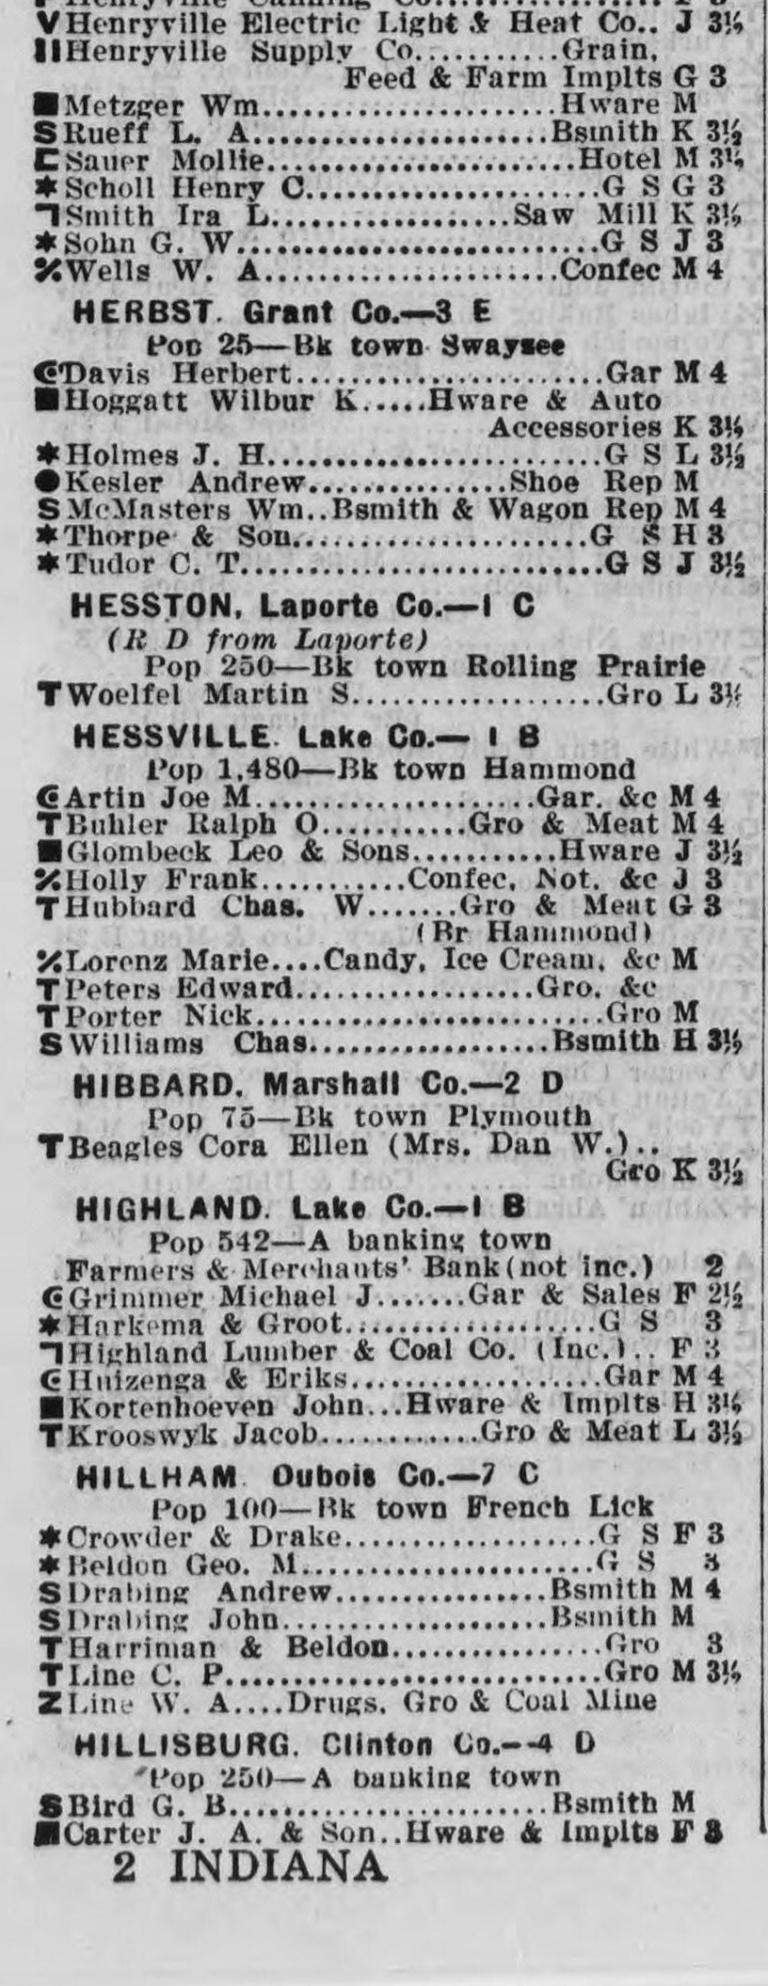 V Henryville Electric Light & Heat Co.. J 3½
Henryville Supply Co............Grain,
Feed & Farm Implts G 3
■ Metzger Wm........................Hware M
S Rueff L. A........................Bsmith K 3½
Sauer Mollie.........................Hotel M 3½
* Scholl Henry C........................G S G 3
Smith Ira L...................Saw Mill K 3½
* Sohn G. W..............................G S J 3
% Wells W. A........................Confec M 4
HERBST. Grant Co.—3 E
Pop 25—Bk town Swaysee
Davis Herbert........................Gar M 4
■ Hoggatt Wilbur K.....Hware & Auto
Accessories K 3½
* Holmes J. H...........................G S L 3½
● Kesler Andrew................Shoe Rep M
S McMasters Wm..Bsmith & Wagon Rep M 4
* Thorpe & Son.......................G S H 3
* Tudor C. T.............................G S J 3½
HESSTON, Laporte Co.—1 C
(R D from Laporte)
Pop 250—Bk town Rolling Prairie
T Woelfel Martin S...................Gro L 3½
HESSVILLE. Lake Co.— 1 B
Pop 1,480—Bk town Hammond
Artin Joe M.......................Gar. &c M 4
T Buhler Ralph O...........Gro & Meat M 4
■ Glombeck Leo & Sons...........Hware J 3½
% Holly Frank...........Confec, Not. &c J 3
T Hubbard Chas. W.......Gro & Meat G 3
(Br Hammond)
% Lorenz Marie....Candy, Ice Cream, &c M
T Peters Edward..................Gro. &c
T Porter Nick...........................Gro M
S Williams Chas...................Bsmith H 3½
HIBBARD. Marshall Co.—2 D
Pop 75—Bk town Plymouth
T Beagles Cora Ellen (Mrs. Dan W.)..
Gro K 3½
HIGHLAND. Lake Co.—1 B
Pop 542—A banking town
Farmers & Merchants' Bank(not inc.) 2
Grimmer Michael J.......Gar & Sales F 2½
* Harkema & Groot....................G S 3
Highland Lumber & Coal Co. (Inc.).. F 3
Huizenga & Eriks...................Gar M 4
■ Kortenhoeven John...Hware & Implts H 3½
T Krooswyk Jacob............Gro & Meat L 3½
HILLHAM. Dubois Co.—7 C
Pop 100—Bk town French Lick
* Crowder & Drake...................G S F 3
* Beldon Geo. M......................G S 3
S Drabing Andrew................Bsmith M 4
S Drabing John....................Bsmith M
T Harriman & Beldon................Gro 3
T Line C. P.............................Gro M 3½
Z Line W. A....Drugs, Gro & Coal Mine
HILLISBURG. Clinton Co.--4 D
Pop 250—A banking town
S Bird G. B........................Bsmith M
■ Carter J. A. & Son..Hware & Implts F 3
2 INDIANA